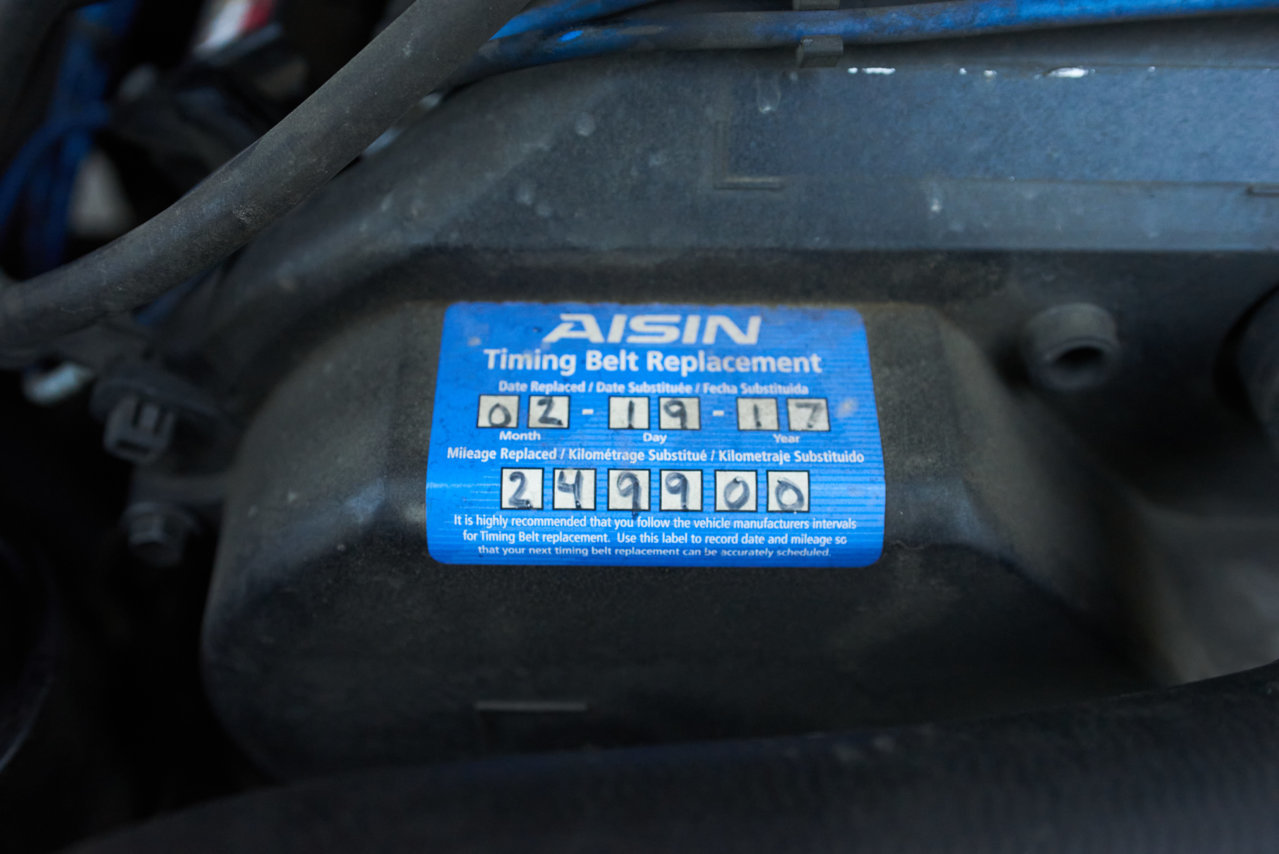 AISIN
Timing Belt Replacement
Date Replaced / Date Substituée / Fecha Substituida
02 - 19 - 17
Month Day Year
Mileage Replaced / Kilométrage Substitué / Kilometraje Substituido
249900
It is highly recommended that you follow the vehicle manufacturers intervals
for Timing Belt replacement. Use this label to record date and mileage so
that your next timing belt replacement can be accurately scheduled.